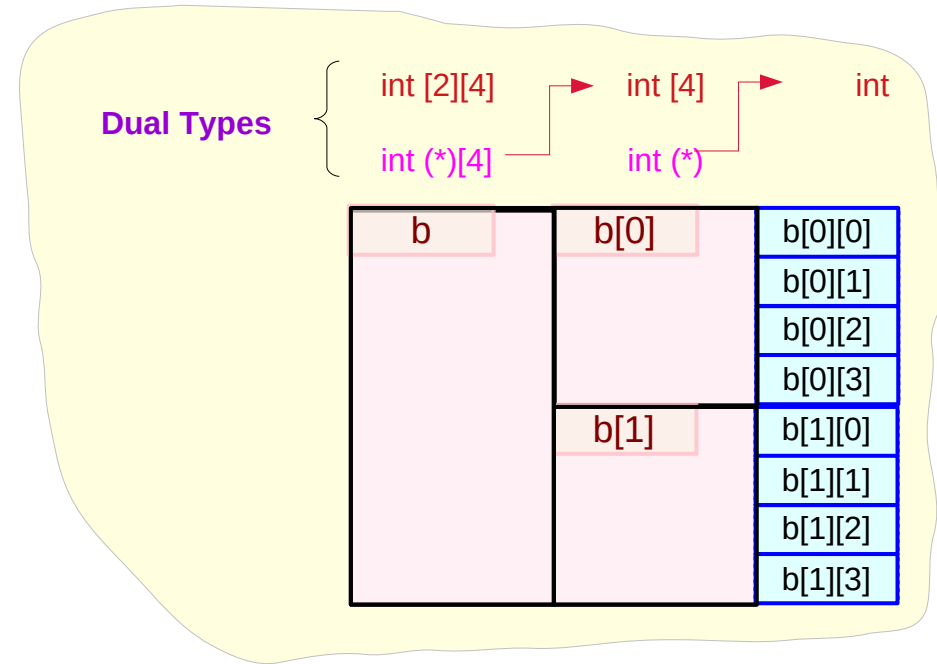 int [2][4] int [4] int
Dual Types
int (*)[4] int (*)
b b[0] b[0][0]
b[0][1]
b[0][2]
b[0][3]
b[1] b[1][0]
b[1][1]
b[1][2]
b[1][3]